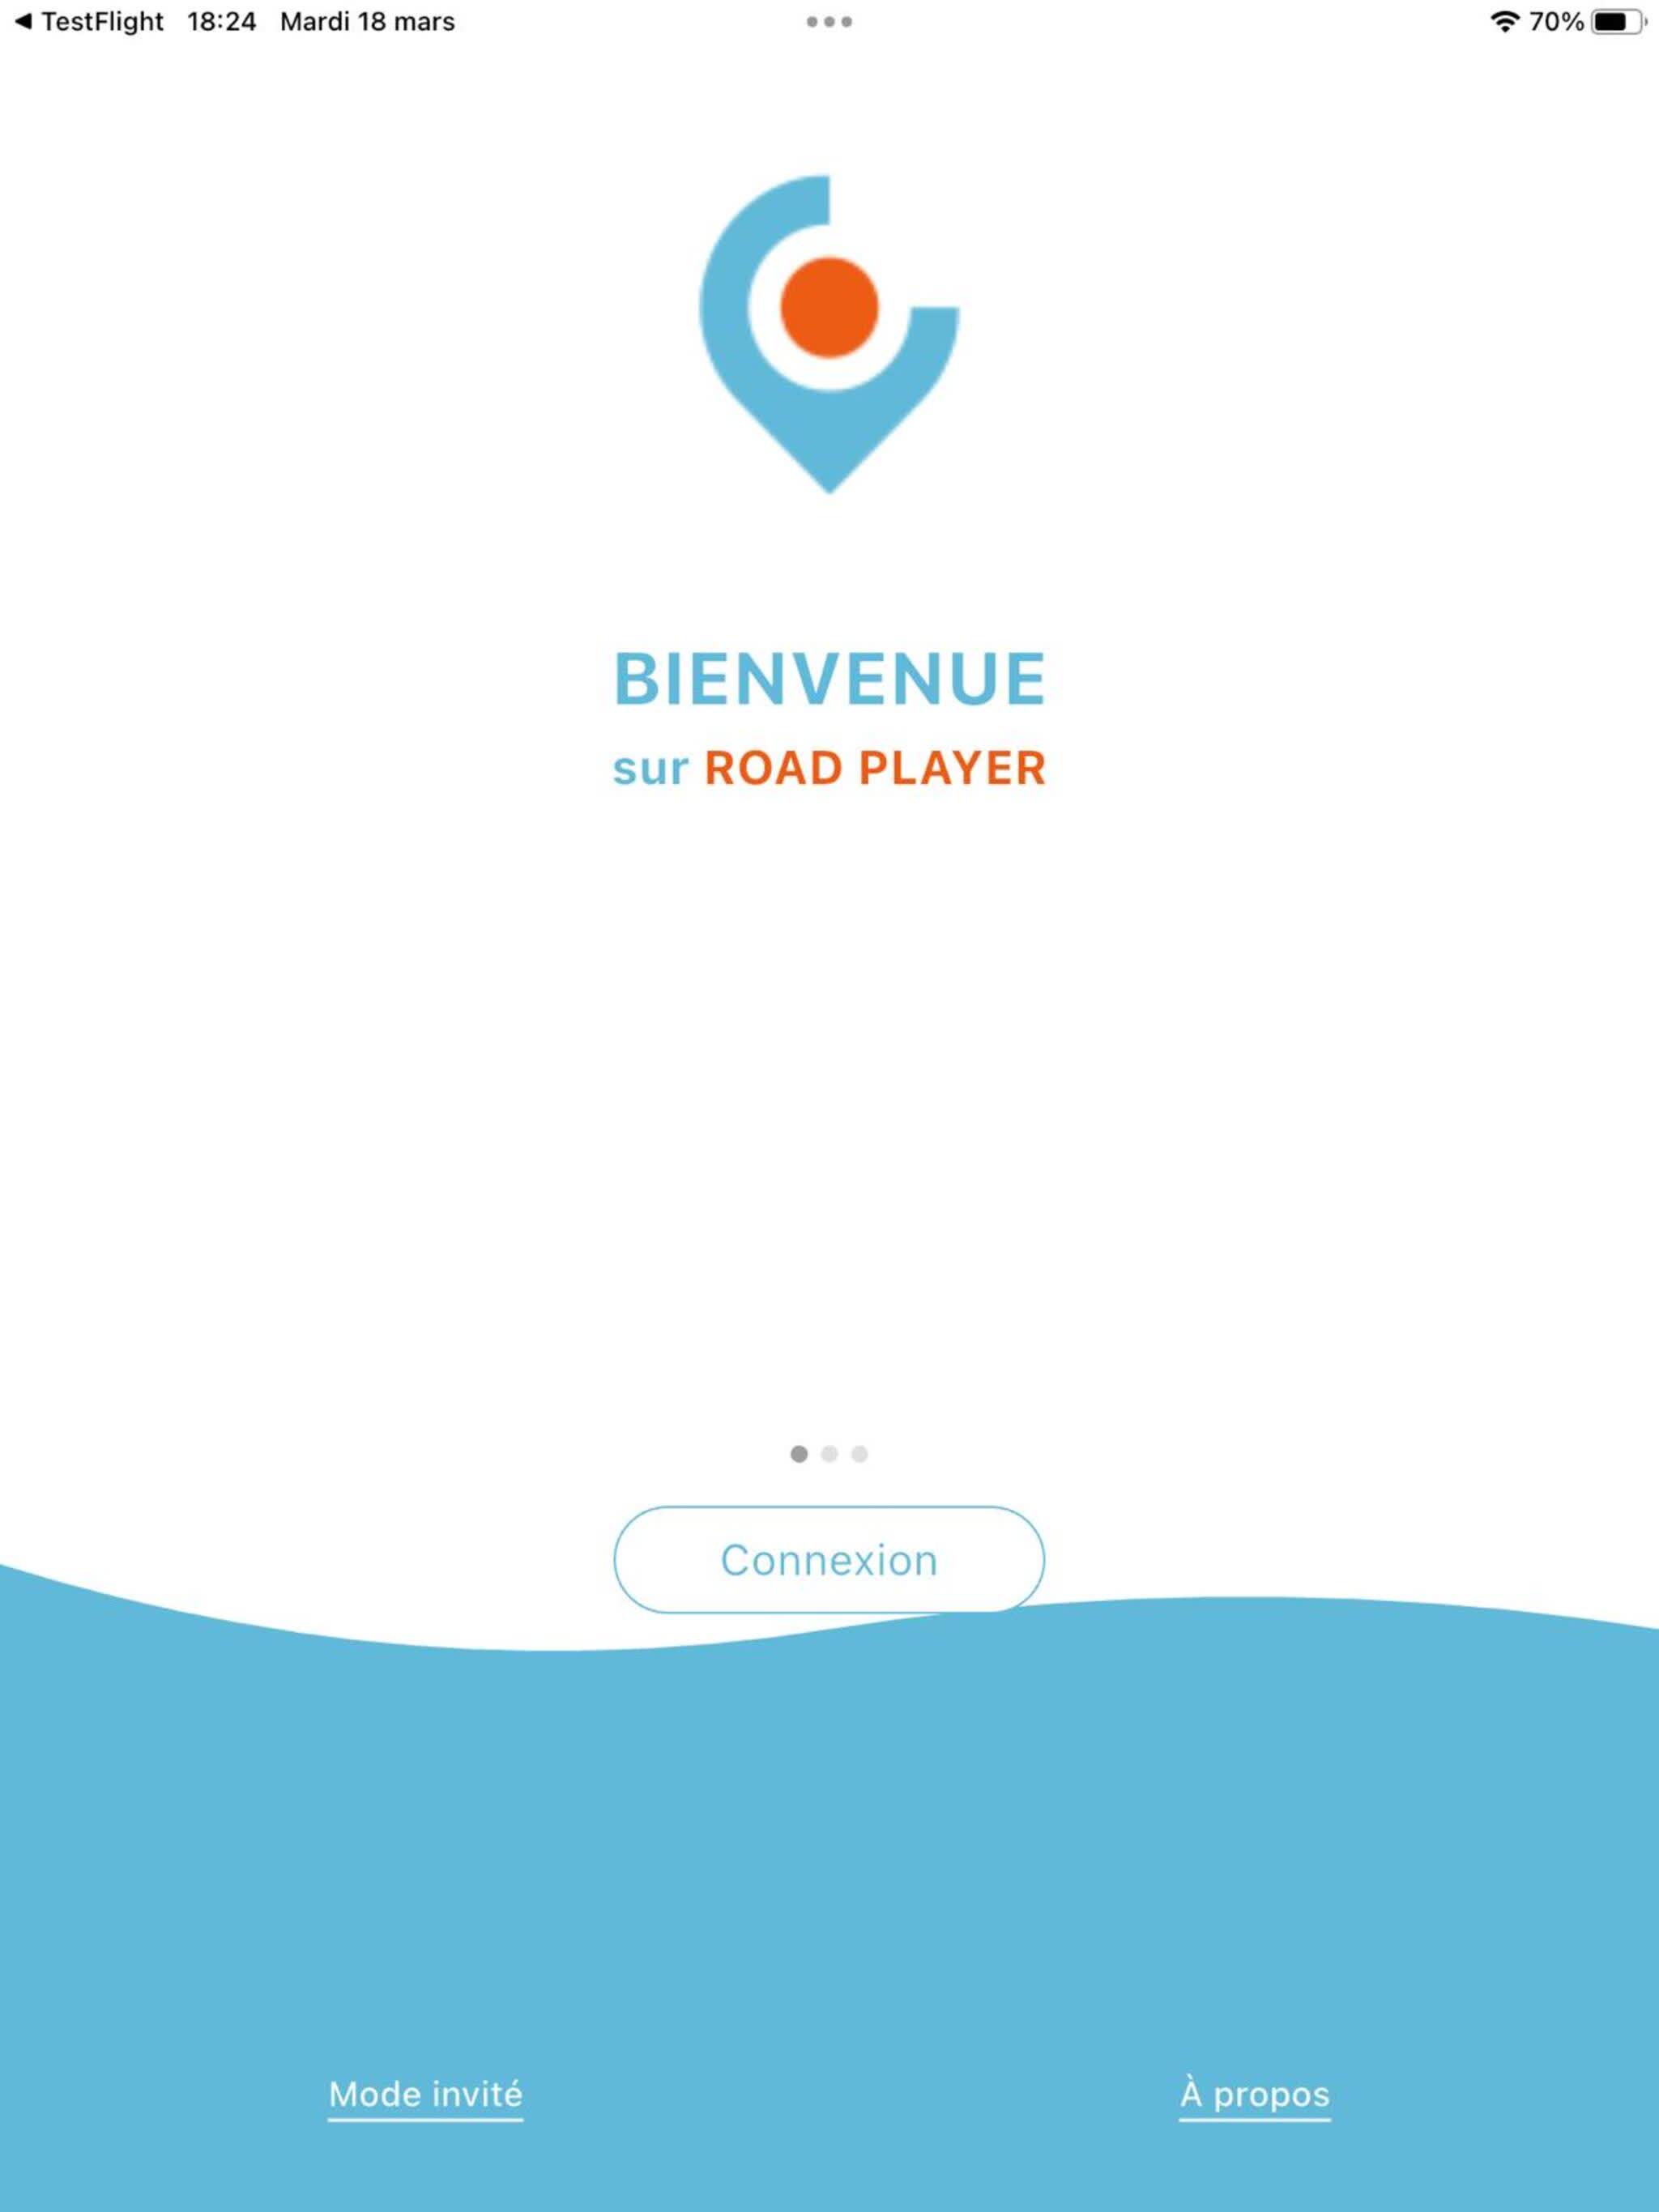 TestFlight 18:24 Mardi 18 mars 70%
BIENVENUE
sur ROAD PLAYER
Connexion
Mode invité À propos